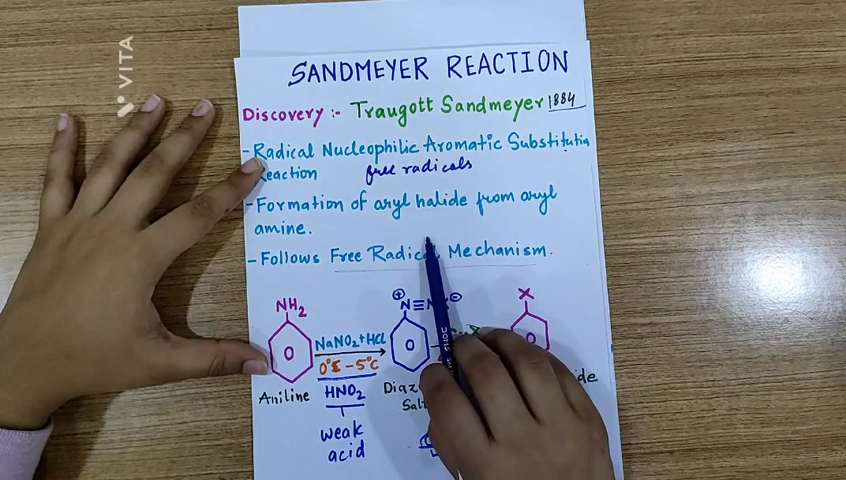 VITA
SANDMEYER REACTION
Discovery :- Traugott Sandmeyer 1884
- Radical Nucleophilic Aromatic Substitution
Reaction free radicals
- Formation of aryl halide from aryl
amine.
- Follows Free Radical Mechanism.
NH2 ⊕ N≡N ⊖ X
NaNO2+HCl
0°C - 5°C
Aniline HNO2
weak
acid